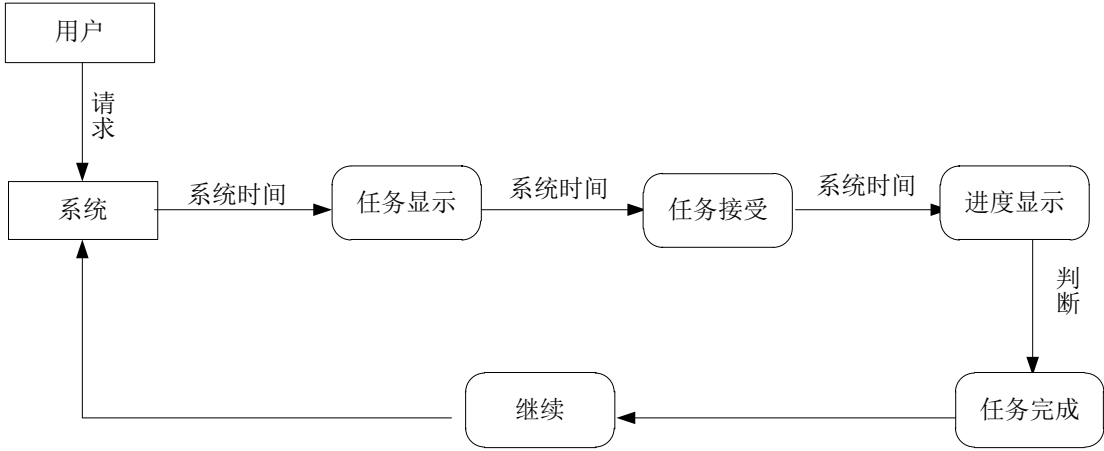 用户
请求
系统
系统时间
任务显示
系统时间
任务接受
系统时间
进度显示
判断
任务完成
继续